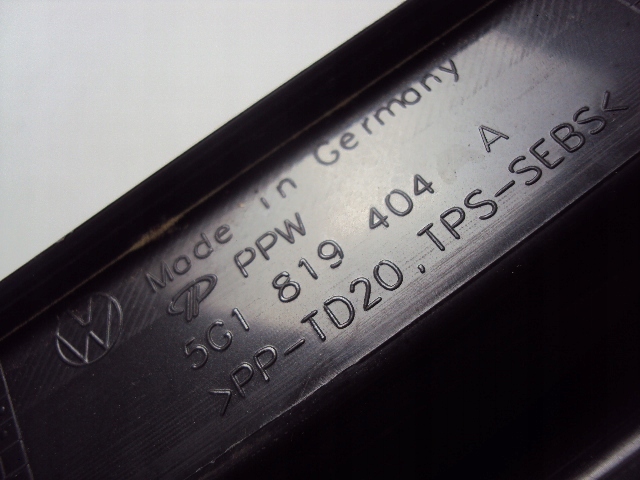 Made in Germany
PPW
5G1 819 404 A
>PP-TD20,TPS-SEBS<